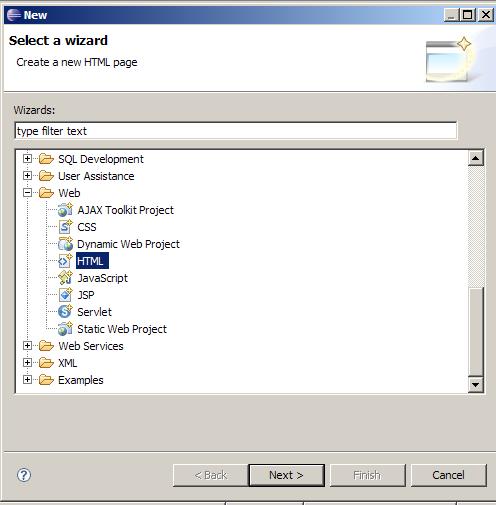 New
Select a wizard
Create a new HTML page
Wizards:
type filter text
SQL Development
User Assistance
Web
AJAX Toolkit Project
CSS
Dynamic Web Project
HTML
JavaScript
JSP
Servlet
Static Web Project
Web Services
XML
Examples
< Back
Next >
Finish
Cancel